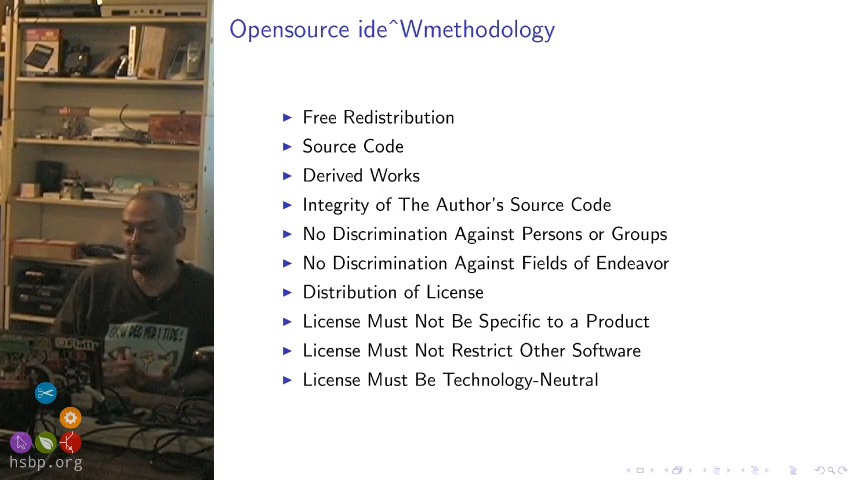 Opensource ide^Wmethodology
Free Redistribution
Source Code
Derived Works
Integrity of The Author's Source Code
No Discrimination Against Persons or Groups
No Discrimination Against Fields of Endeavor
Distribution of License
License Must Not Be Specific to a Product
License Must Not Restrict Other Software
License Must Be Technology-Neutral
hsbp.org